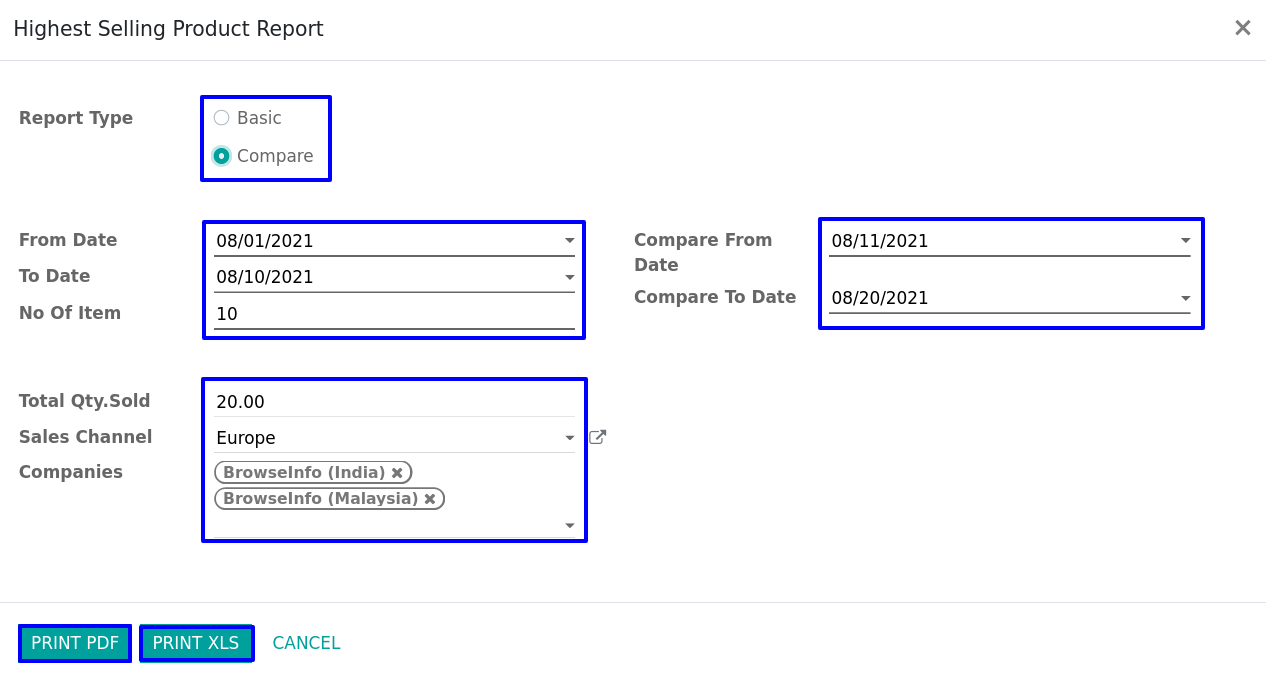 Highest Selling Product Report
Report Type
Basic
Compare
From Date 08/01/2021
To Date 08/10/2021
No Of Item 10
Compare From
Date 08/11/2021
Compare To Date 08/20/2021
Total Qty.Sold 20.00
Sales Channel Europe
Companies BrowseInfo (India)
BrowseInfo (Malaysia)
PRINT PDF PRINT XLS CANCEL